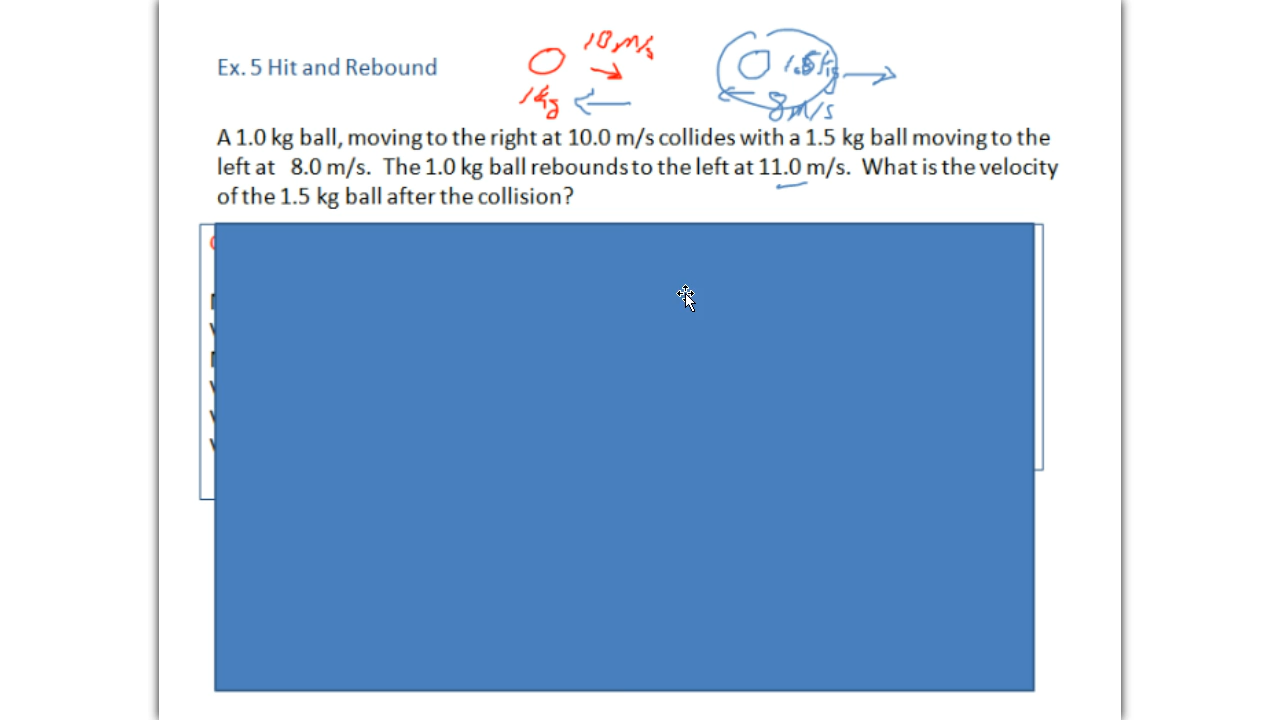 Ex. 5 Hit and Rebound
10 m/s
1 kg
8 m/s
A 1.0 kg ball, moving to the right at 10.0 m/s collides with a 1.5 kg ball moving to the
left at 8.0 m/s. The 1.0 kg ball rebounds to the left at 11.0 m/s. What is the velocity
of the 1.5 kg ball after the collision?